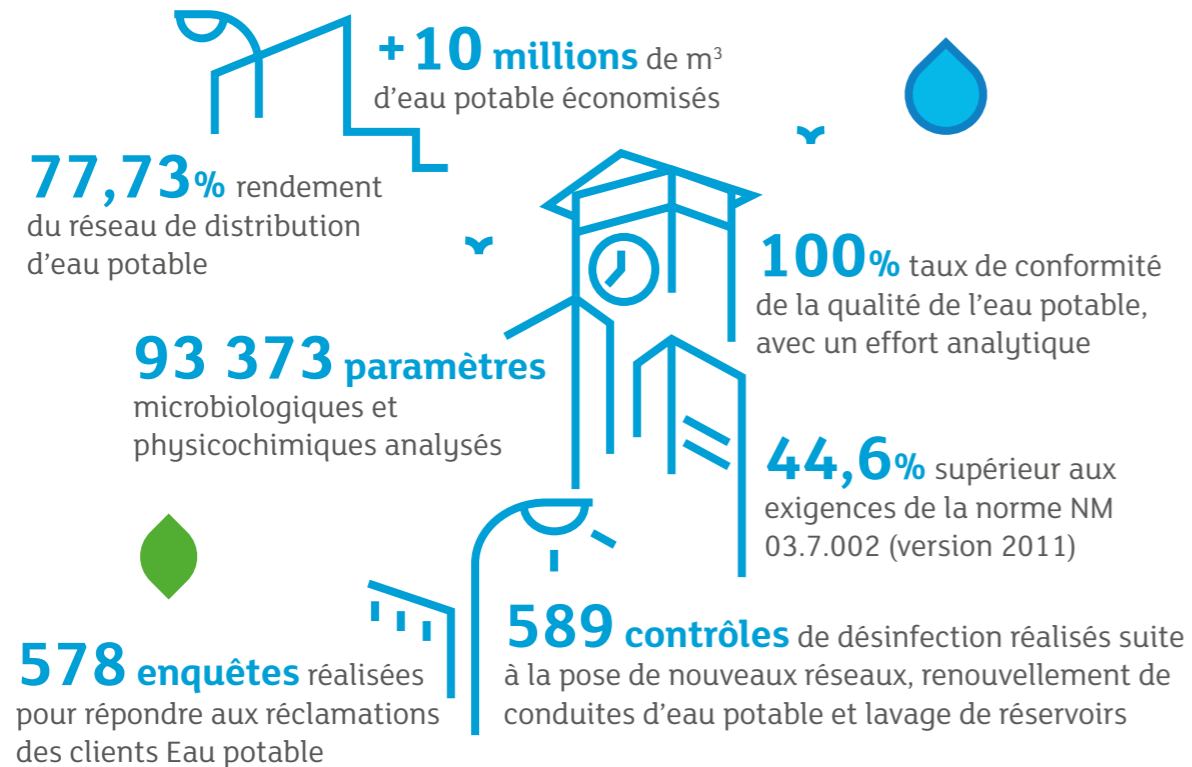 +10 millions de m³
d’eau potable économisés
77,73% rendement
du réseau de distribution
d’eau potable
100% taux de conformité
de la qualité de l’eau potable,
avec un effort analytique
93 373 paramètres
microbiologiques et
physicochimiques analysés
44,6% supérieur aux
exigences de la norme NM
03.7.002 (version 2011)
578 enquêtes réalisées
pour répondre aux réclamations
des clients Eau potable
589 contrôles de désinfection réalisés suite
à la pose de nouveaux réseaux, renouvellement de
conduites d’eau potable et lavage de réservoirs